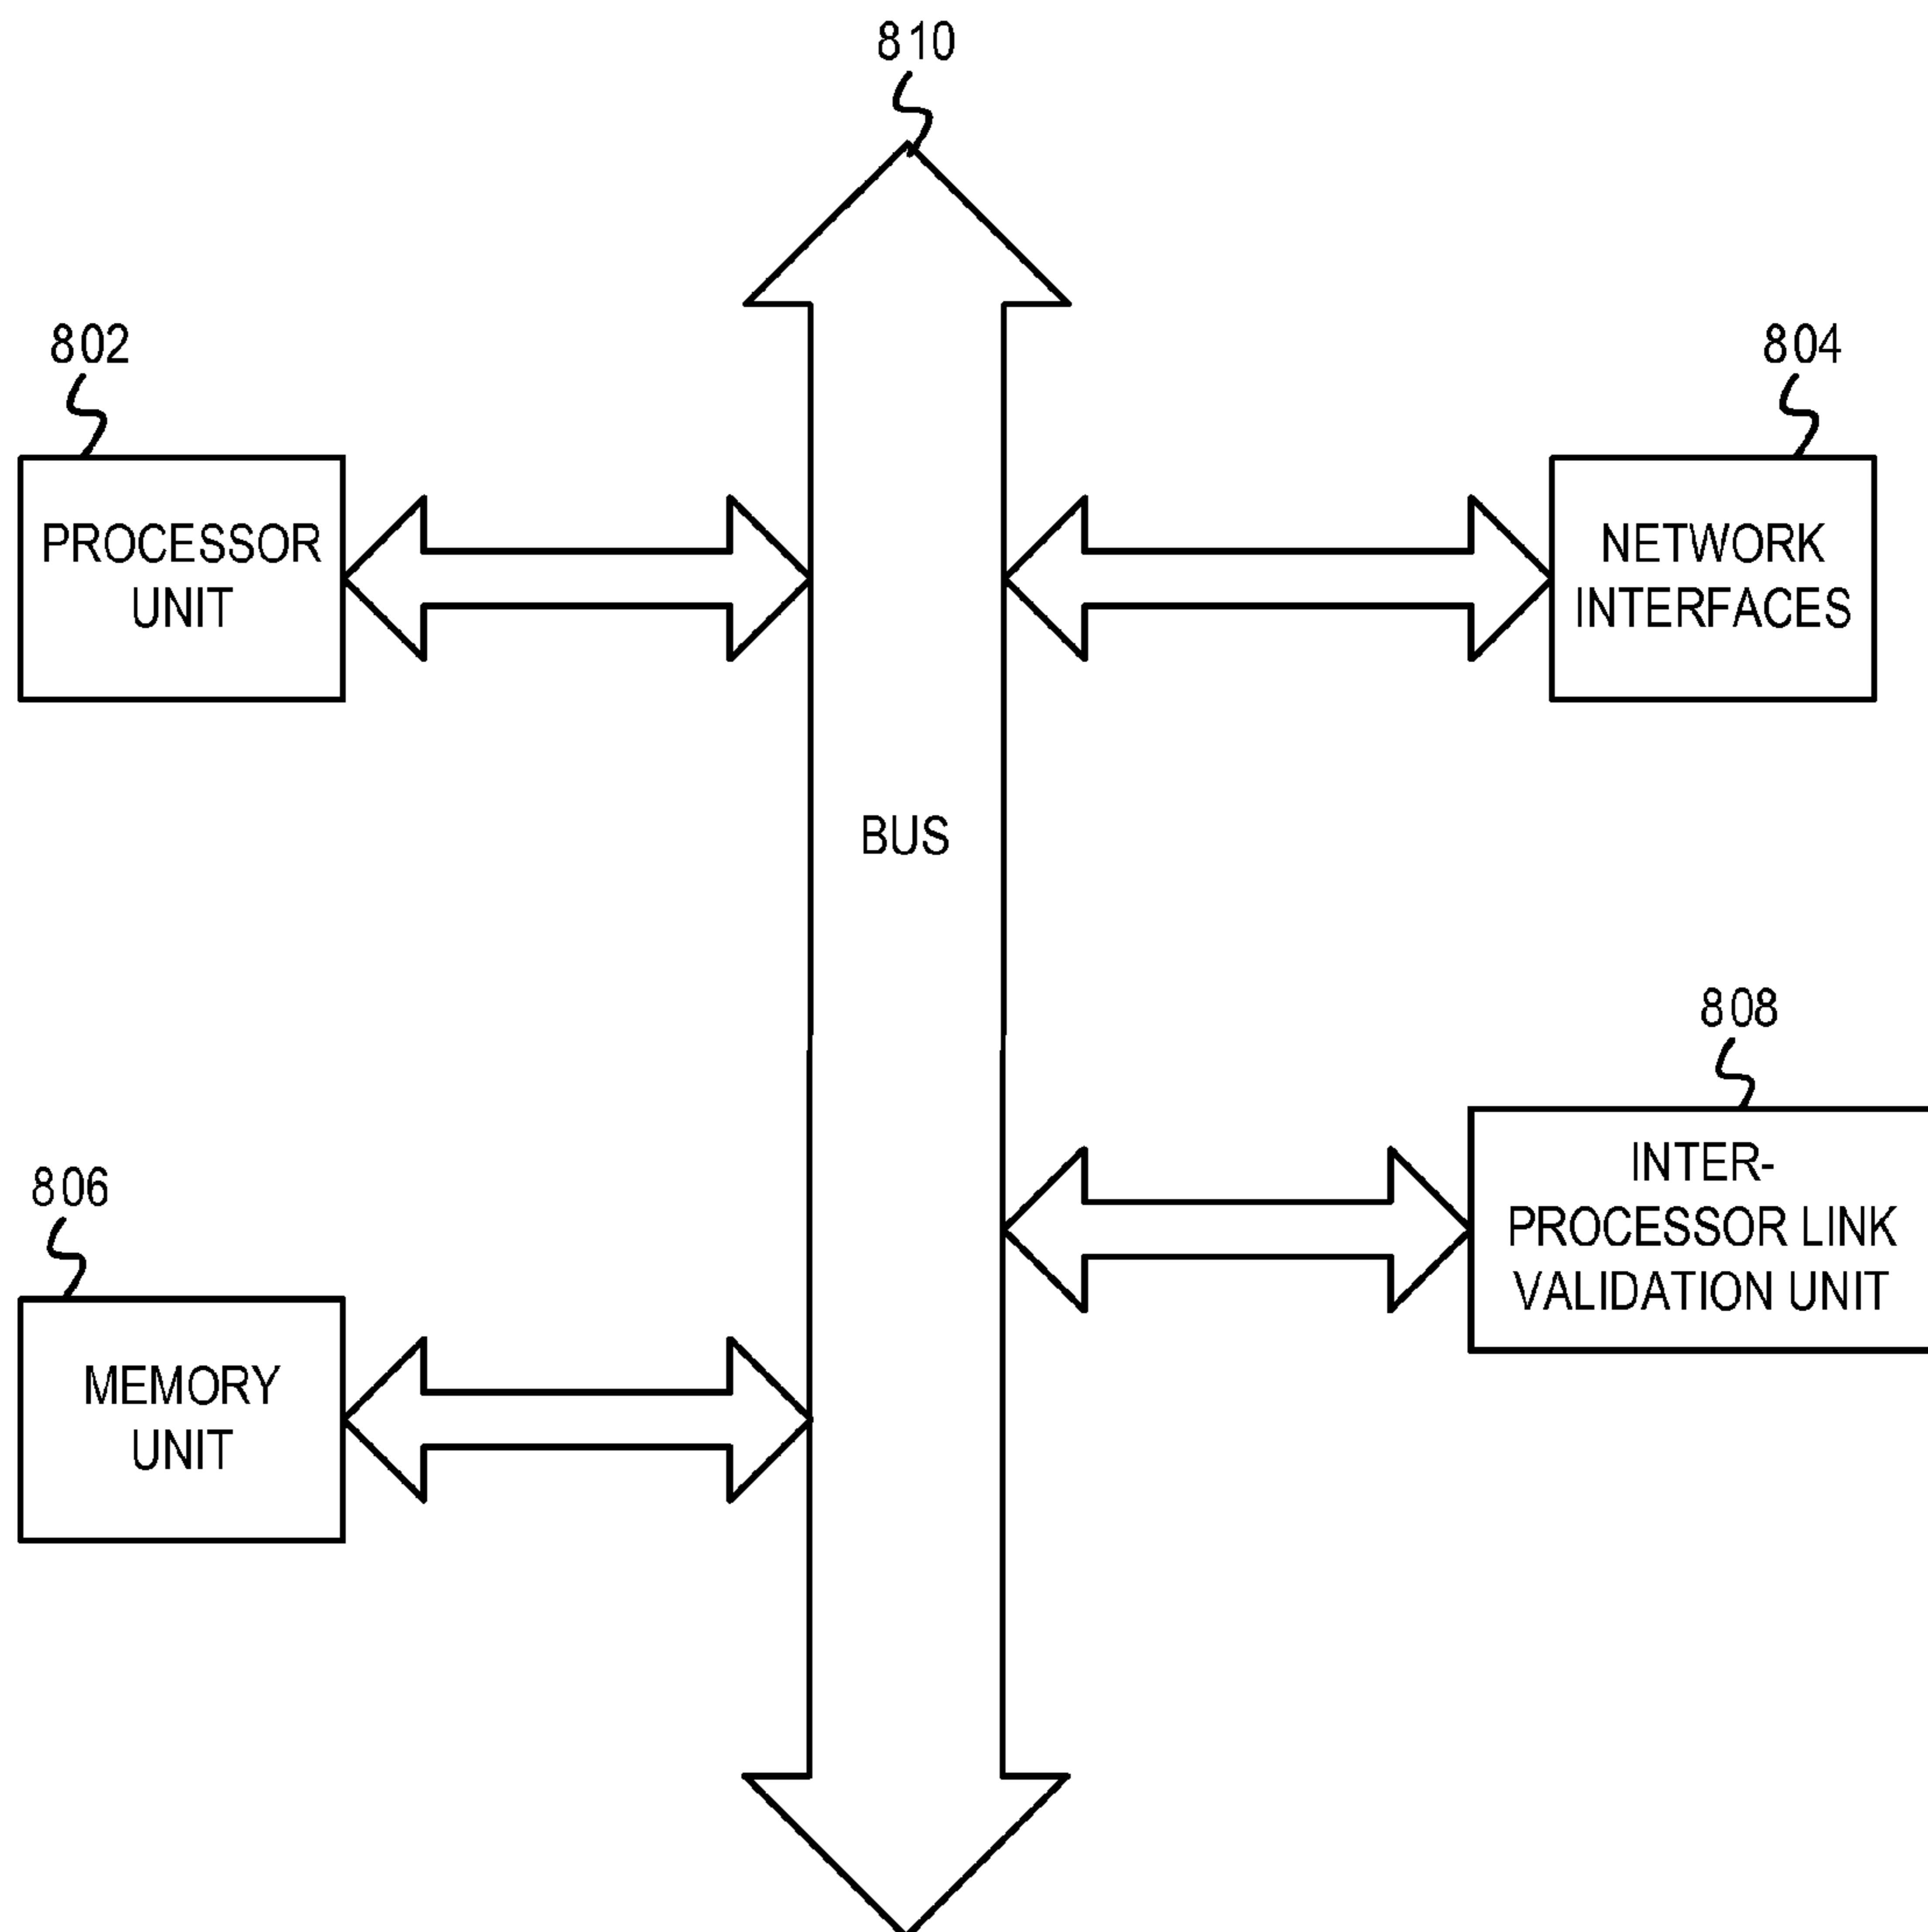 810
802
PROCESSOR
UNIT
804
NETWORK
INTERFACES
BUS
808
INTER-
PROCESSOR LINK
VALIDATION UNIT
806
MEMORY
UNIT